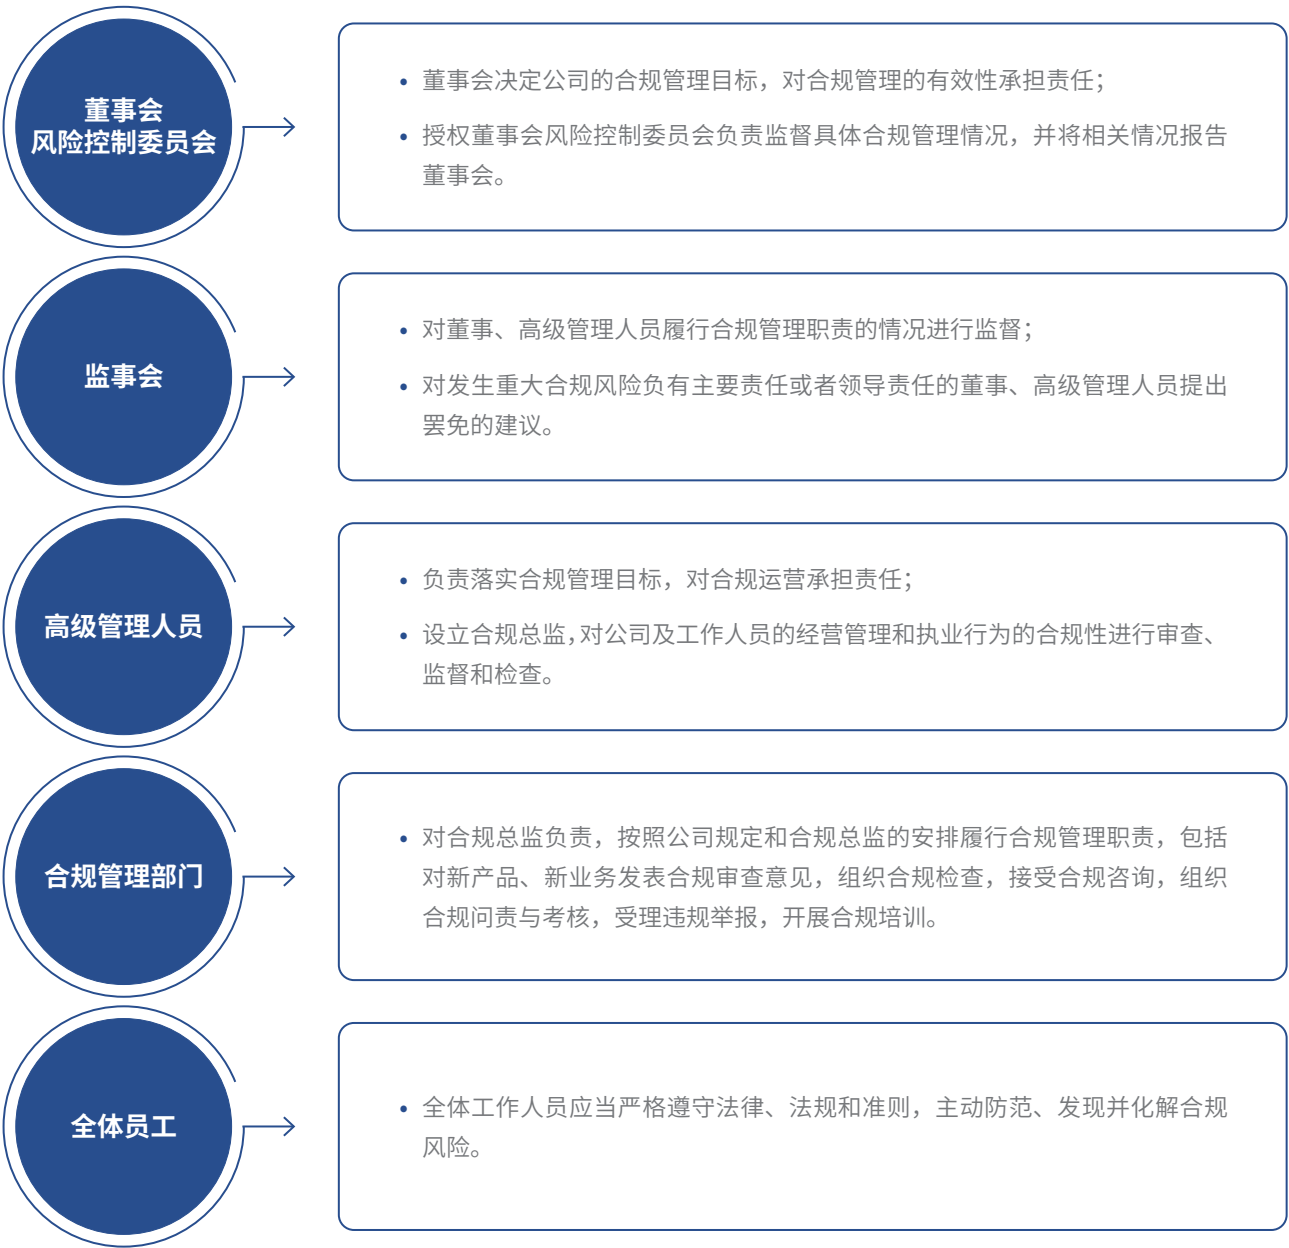 董事会
风险控制委员会
• 董事会决定公司的合规管理目标，对合规管理的有效性承担责任；
• 授权董事会风险控制委员会负责监督具体合规管理情况，并将相关情况报告
董事会。
监事会
• 对董事、高级管理人员履行合规管理职责的情况进行监督；
• 对发生重大合规风险负有主要责任或者领导责任的董事、高级管理人员提出
罢免的建议。
高级管理人员
• 负责落实合规管理目标，对合规运营承担责任；
• 设立合规总监，对公司及工作人员的经营管理和执业行为的合规性进行审查、
监督和检查。
合规管理部门
• 对合规总监负责，按照公司规定和合规总监的安排履行合规管理职责，包括
对新产品、新业务发表合规审查意见，组织合规检查，接受合规咨询，组织
合规问责与考核，受理违规举报，开展合规培训。
全体员工
• 全体工作人员应当严格遵守法律、法规和准则，主动防范、发现并化解合规
风险。